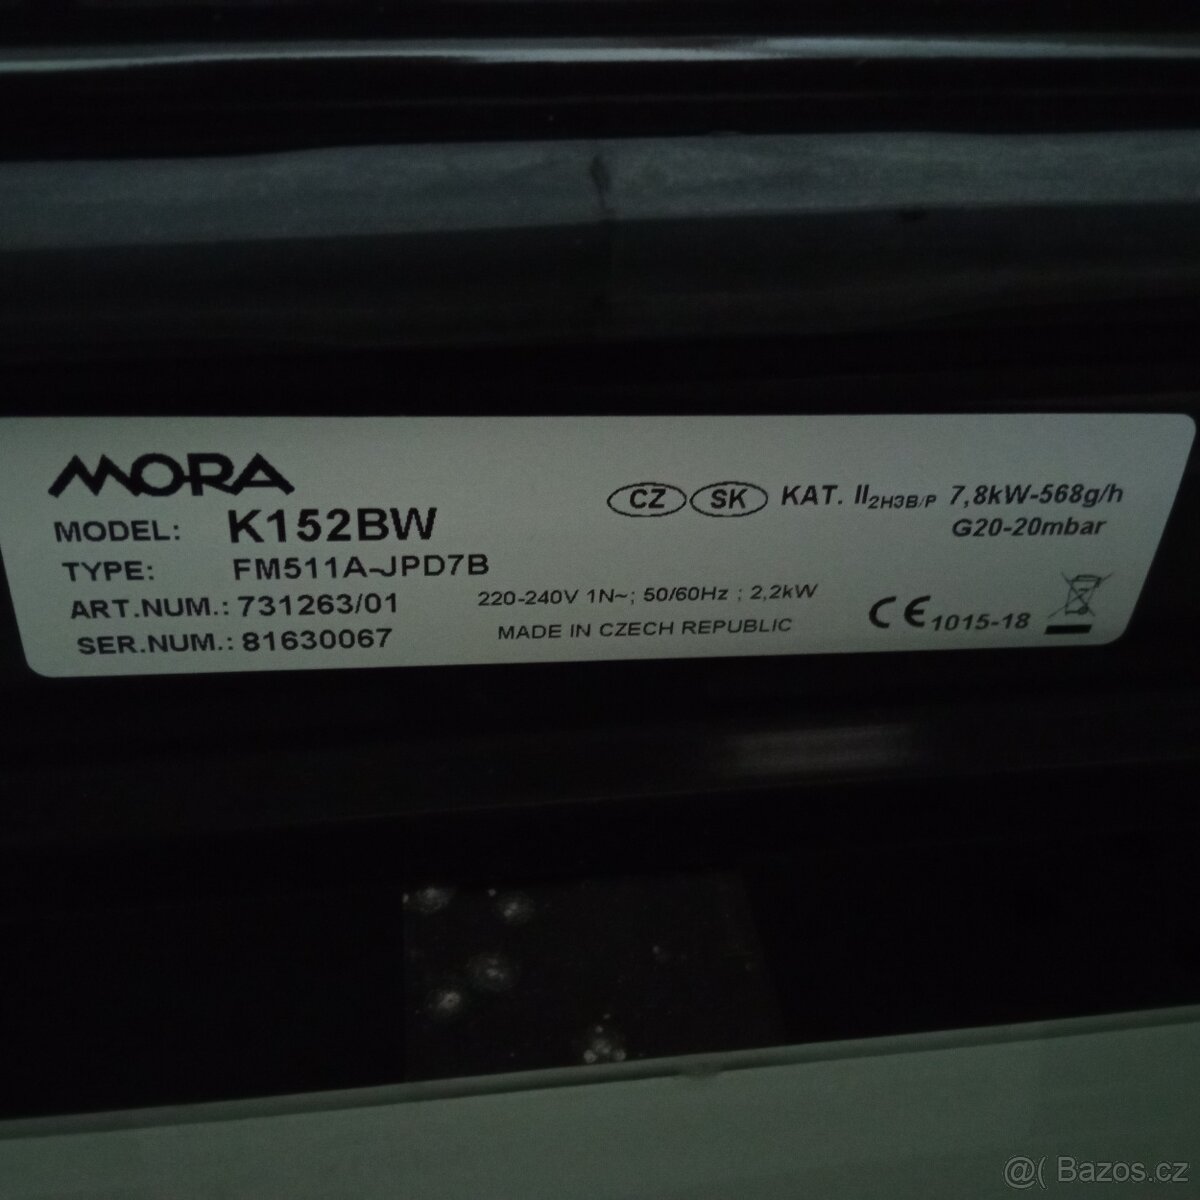 MORA
MODEL: K152BW
TYPE: FM511A-JPD7B
ART.NUM.: 731263/01
SER.NUM.: 81630067
CZ SK KAT. II2H3B/P 7,8kW-568g/h
G20-20mbar
220-240V 1N~; 50/60Hz ; 2,2kW
MADE IN CZECH REPUBLIC
CE 1015-18
@( Bazos.cz